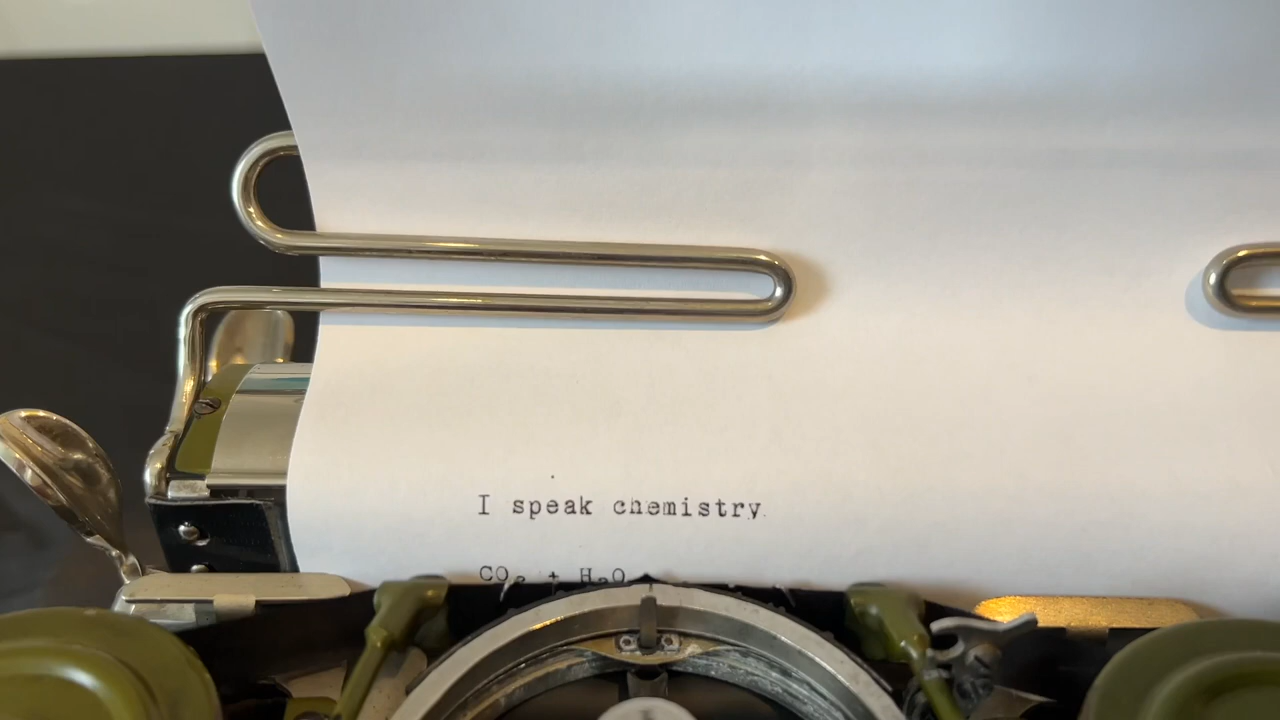 I speak chemistry.
CO₂ + H₂O